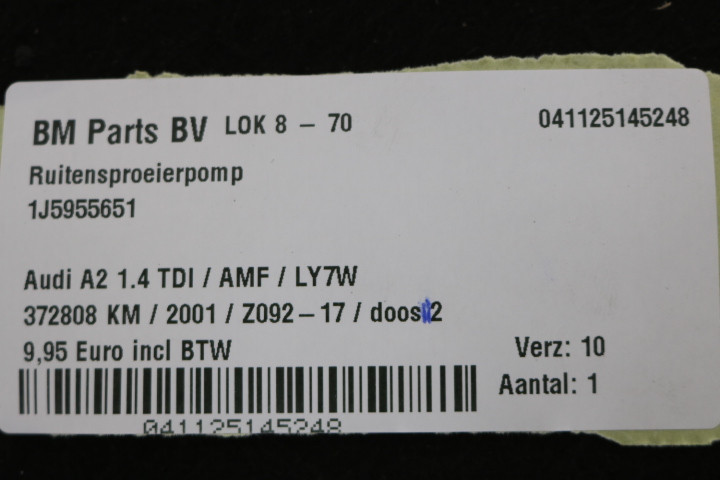 BM Parts BV LOK 8 – 70 041125145248
Ruitensproeierpomp
1J5955651
Audi A2 1.4 TDI / AMF / LY7W
372808 KM / 2001 / Z092-17 / doos 2
9,95 Euro incl BTW Verz: 10
Aantal: 1
041125145248